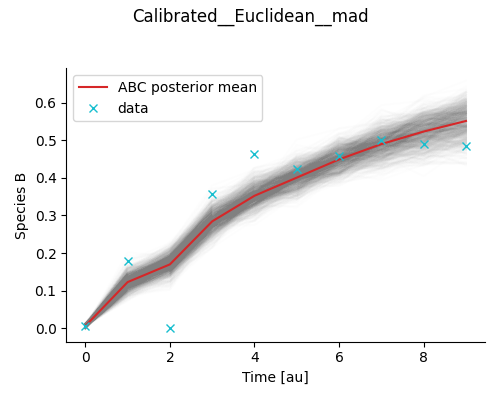 Calibrated__Euclidean__mad
ABC posterior mean
data
0.6
0.5
0.4
0.3
0.2
0.1
0.0
Species B
0 2 4 6 8
Time [au]